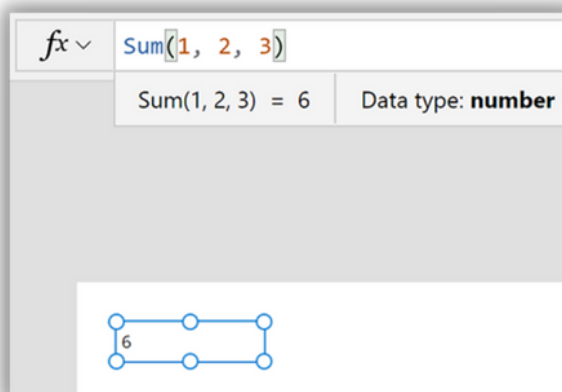 fx Sum(1, 2, 3)
Sum(1, 2, 3) = 6 Data type: number
6